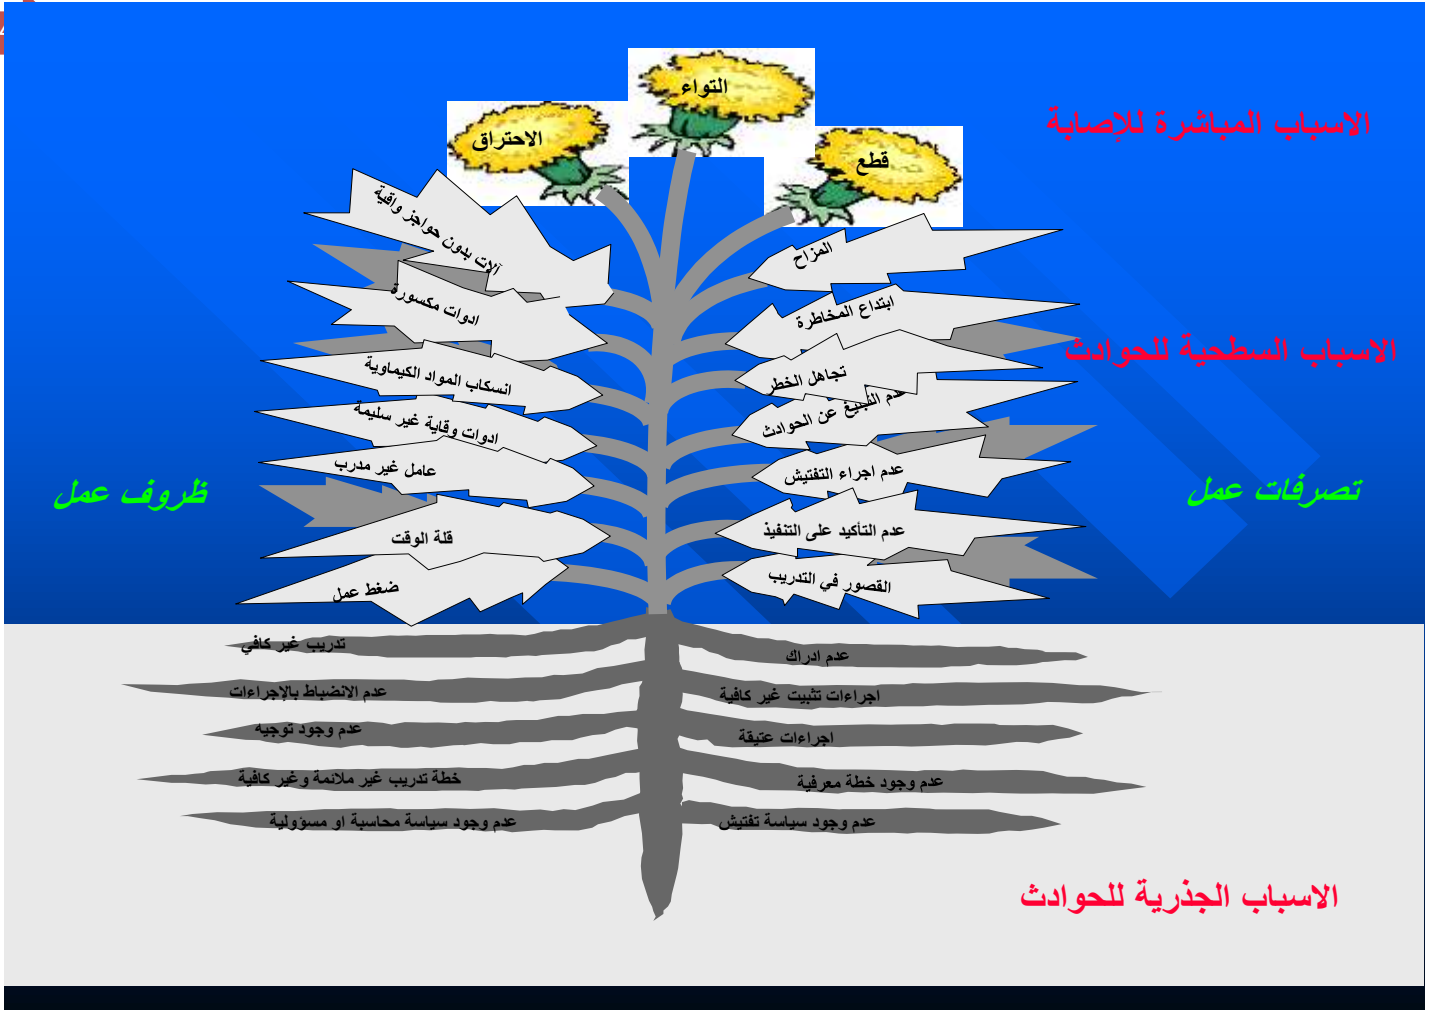 الاسباب المباشرة للإصابة
التواء
الاحتراق
قطع
الاسباب السطحية للحوادث
تصرفات عمل
المزاح
ابتداع المخاطرة
تجاهل الخطر
عدم التبليغ عن الحوادث
عدم اجراء التفتيش
عدم التأكيد على التنفيذ
القصور في التدريب
ظروف عمل
آلات بدون حواجز واقية
ادوات مكسورة
انسكاب المواد الكيماوية
ادوات وقاية غير سليمة
عامل غير مدرب
قلة الوقت
ضغط عمل
عدم ادراك
اجراءات تثبيت غير كافية
اجراءات عتيقة
عدم وجود خطة معرفية
عدم وجود سياسة تفتيش
تدريب غير كافي
عدم الانضباط بالإجراءات
عدم وجود توجيه
خطة تدريب غير ملائمة وغير كافية
عدم وجود سياسة محاسبة او مسؤولية
الاسباب الجذرية للحوادث